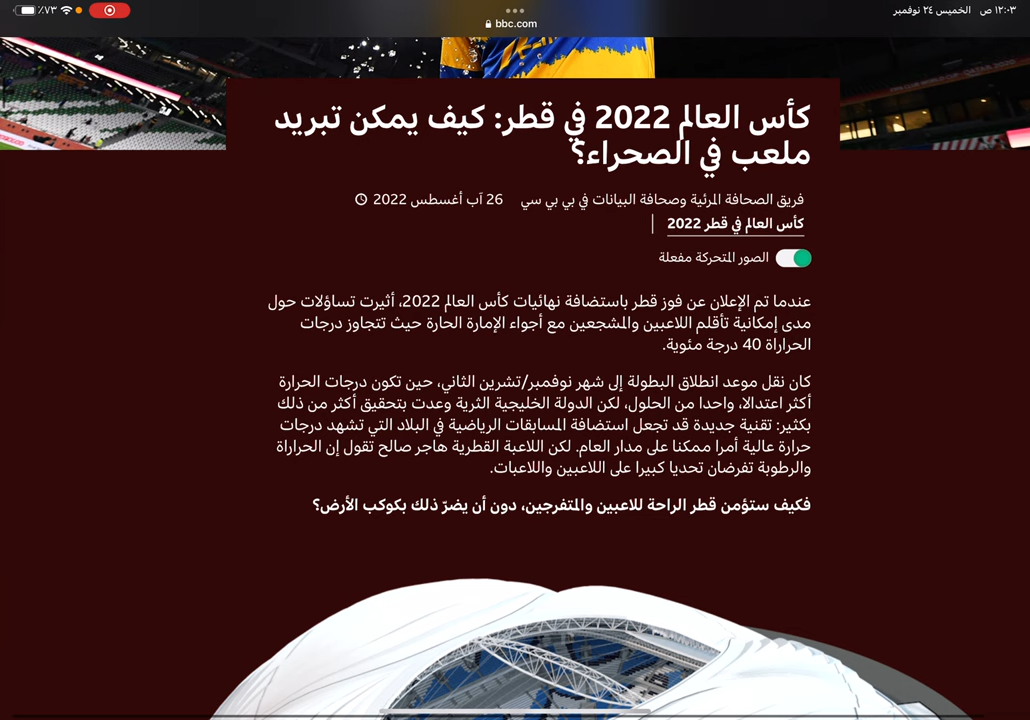 ١٢:٠٣ ص الخميس ٢٤ نوفمبر
٪٧٣
bbc.com
كأس العالم 2022 في قطر: كيف يمكن تبريد
ملعب في الصحراء؟
فريق الصحافة المرئية وصحافة البيانات في بي بي سي 26 آب أغسطس 2022
كأس العالم في قطر 2022 |
الصور المتحركة مفعلة
عندما تم الإعلان عن فوز قطر باستضافة نهائيات كأس العالم 2022، أثيرت تساؤلات حول
مدى إمكانية تأقلم اللاعبين والمشجعين مع أجواء الإمارة الحارة حيث تتجاوز درجات
الحراراة 40 درجة مئوية.
كان نقل موعد انطلاق البطولة إلى شهر نوفمبر/تشرين الثاني، حين تكون درجات الحرارة
أكثر اعتدالا، واحدا من الحلول، لكن الدولة الخليجية الثرية وعدت بتحقيق أكثر من ذلك
بكثير: تقنية جديدة قد تجعل استضافة المسابقات الرياضية في البلاد التي تشهد درجات
حرارة عالية أمرا ممكنا على مدار العام. لكن اللاعبة القطرية هاجر صالح تقول إن الحراراة
والرطوبة تفرضان تحديا كبيرا على اللاعبين واللاعبات.
فكيف ستؤمن قطر الراحة للاعبين والمتفرجين، دون أن يضرّ ذلك بكوكب الأرض؟